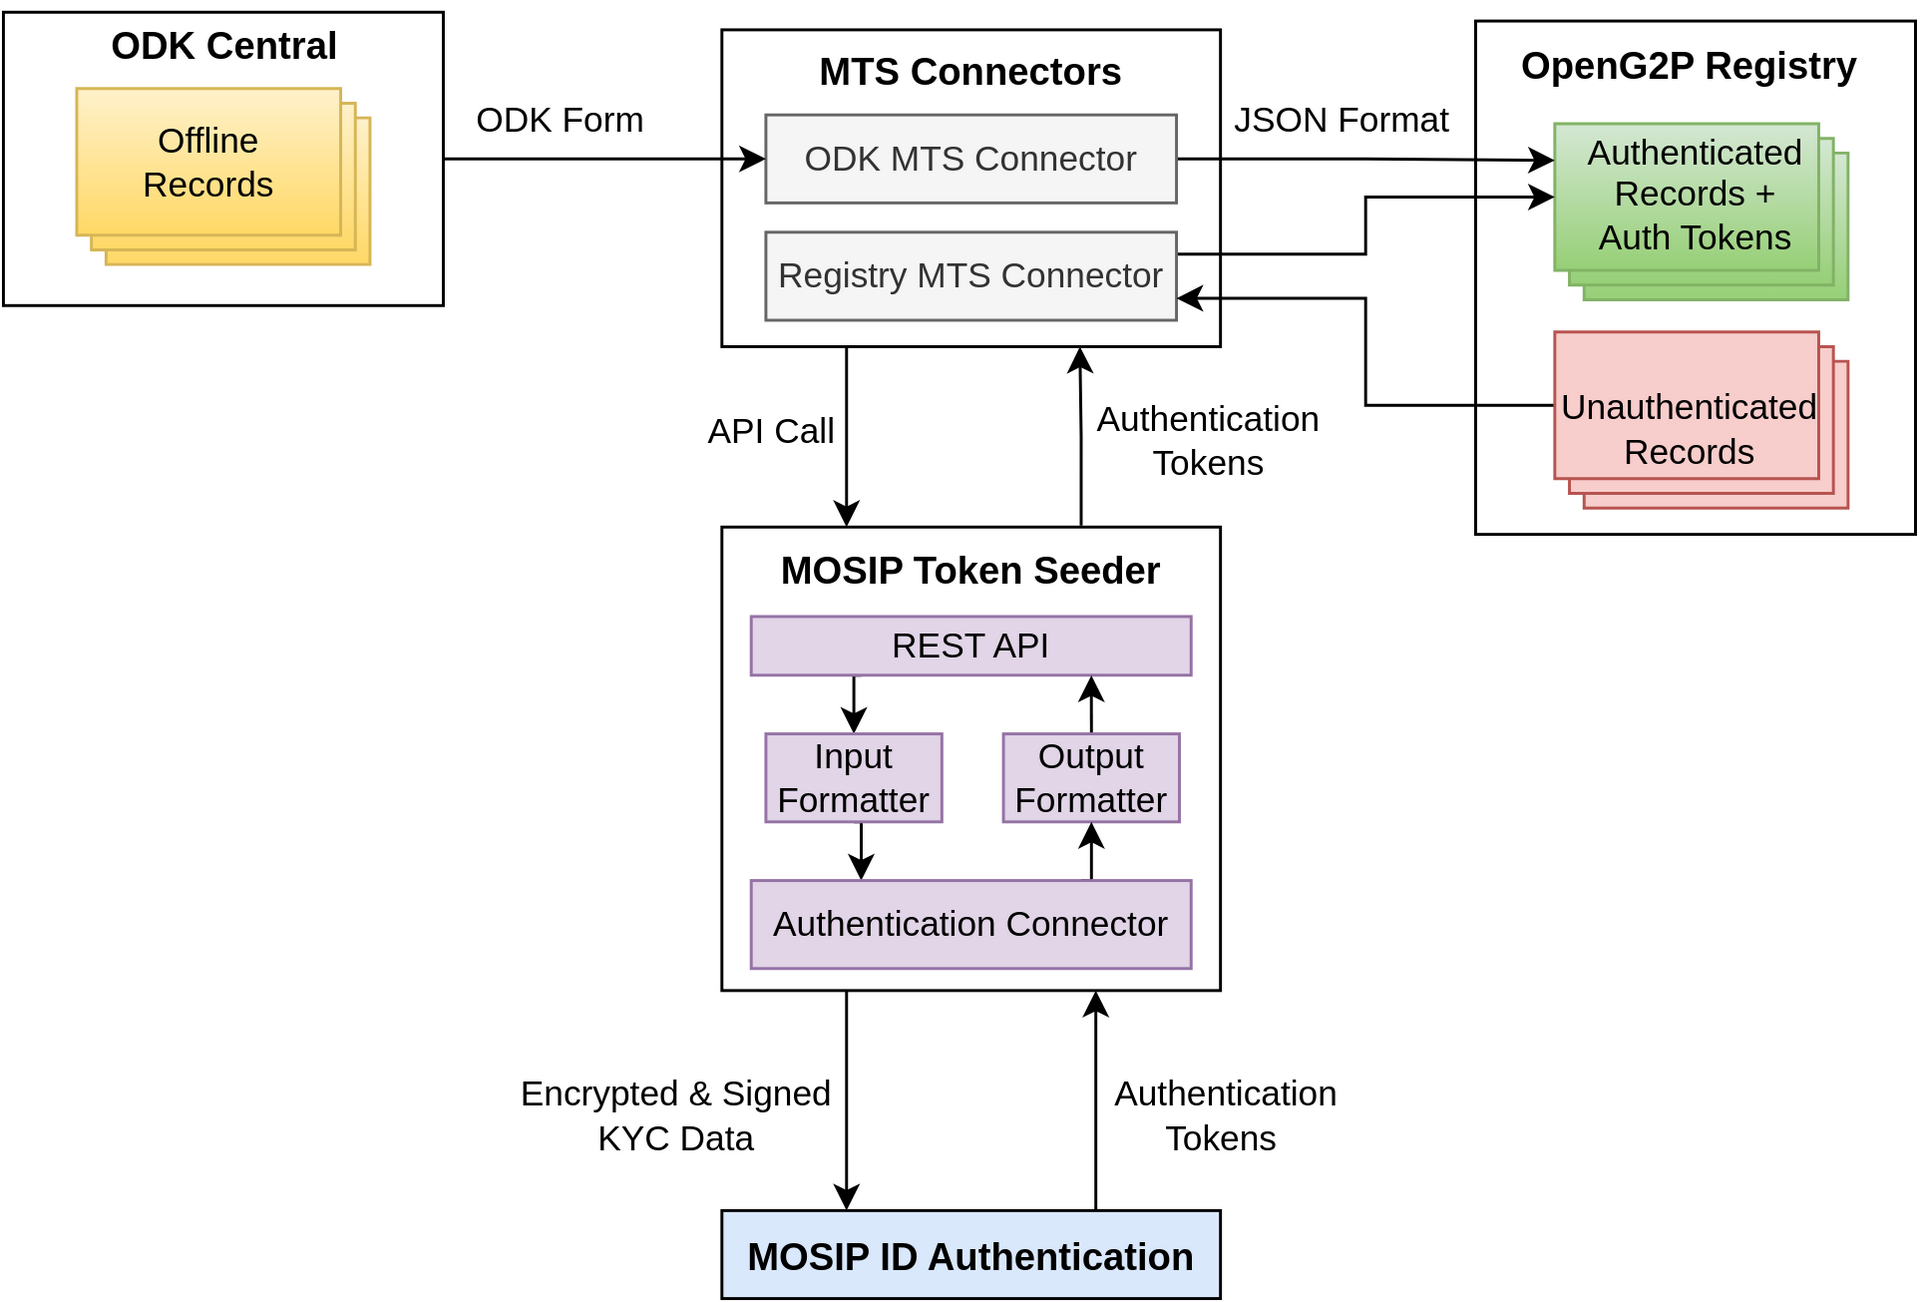 ODK Central
Offline
Records
ODK Form
MTS Connectors
ODK MTS Connector
Registry MTS Connector
JSON Format
OpenG2P Registry
Authenticated
Records +
Auth Tokens
Unauthenticated
Records
API Call
Authentication
Tokens
MOSIP Token Seeder
REST API
Input
Formatter
Output
Formatter
Authentication Connector
Encrypted & Signed
KYC Data
Authentication
Tokens
MOSIP ID Authentication